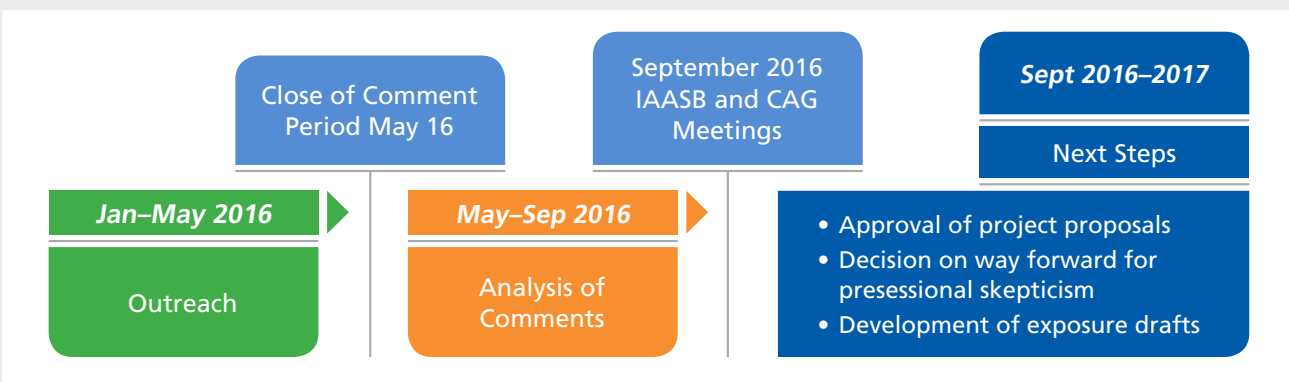 Close of Comment
Period May 16
September 2016
IAASB and CAG
Meetings
Sept 2016–2017
Next Steps
Jan–May 2016
Outreach
May–Sep 2016
Analysis of
Comments
• Approval of project proposals
• Decision on way forward for
presessional skepticism
• Development of exposure drafts